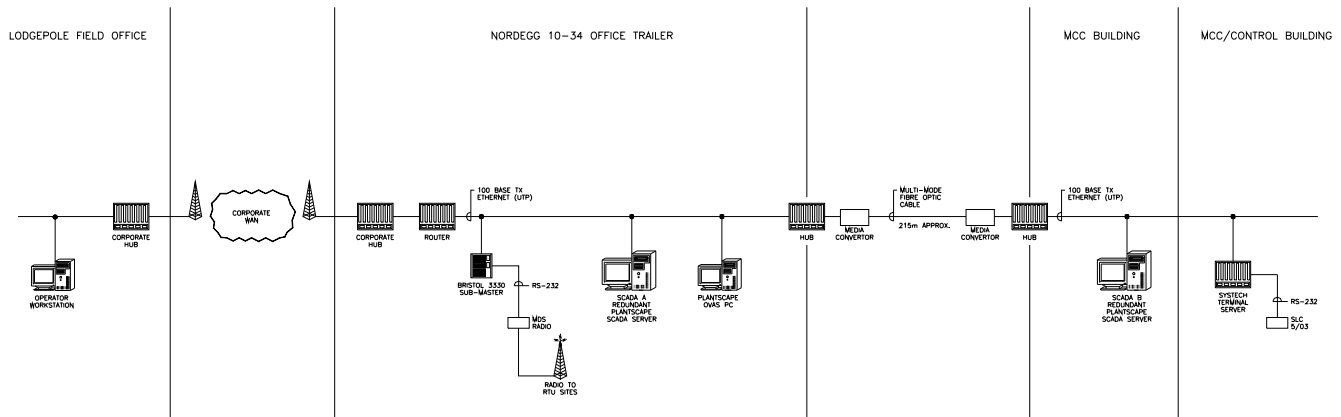 LODGEPOLE FIELD OFFICE
NORDEGG 10-34 OFFICE TRAILER
MCC BUILDING
MCC/CONTROL BUILDING
CORPORATE
HUB
OPERATOR
WORKSTATION
CORPORATE
WAN
CORPORATE
HUB
ROUTER
100 BASE TX
ETHERNET (UTP)
BRISTOL 3330
SUB-MASTER
RS-232
MDS
RADIO
RADIO TO
RTU SITES
SCADA A
REDUNDANT
PLANTSCAPE
SCADA SERVER
PLANTSCAPE
OVAS PC
HUB
MEDIA
CONVERTOR
MULTI-MODE
FIBRE OPTIC
CABLE
215m APPROX.
MEDIA
CONVERTOR
HUB
100 BASE TX
ETHERNET (UTP)
SCADA B
REDUNDANT
PLANTSCAPE
SCADA SERVER
SYSTECH
TERMINAL
SERVER
RS-232
SLC
5/03